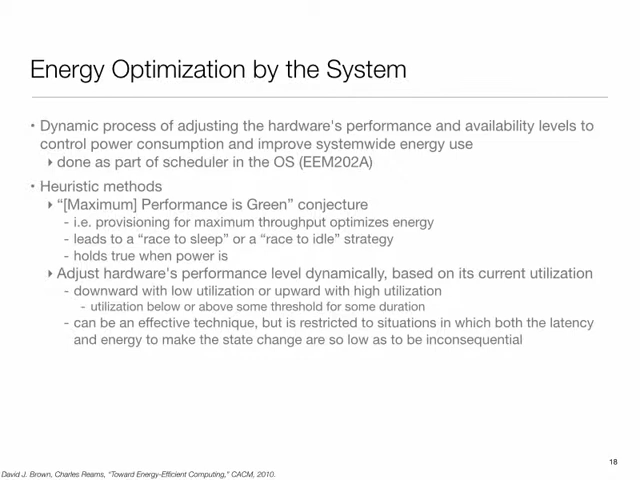 Energy Optimization by the System
• Dynamic process of adjusting the hardware's performance and availability levels to
control power consumption and improve systemwide energy use
‣ done as part of scheduler in the OS (EEM202A)
• Heuristic methods
‣ “[Maximum] Performance is Green” conjecture
- i.e. provisioning for maximum throughput optimizes energy
- leads to a “race to sleep” or a “race to idle” strategy
- holds true when power is
‣ Adjust hardware's performance level dynamically, based on its current utilization
- downward with low utilization or upward with high utilization
- utilization below or above some threshold for some duration
- can be an effective technique, but is restricted to situations in which both the latency
and energy to make the state change are so low as to be inconsequential
18
David J. Brown, Charles Reams, “Toward Energy-Efficient Computing,” CACM, 2010.